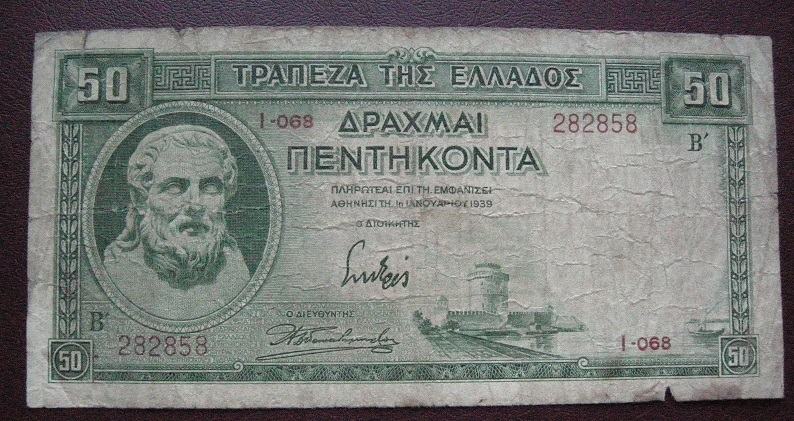 50 ΤΡΑΠΕΖΑ ΤΗΣ ΕΛΛΑΔΟΣ 50
I-068 ΔΡΑΧΜΑΙ 282858
ΠΕΝΤΗΚΟΝΤΑ Β′
ΠΛΗΡΩΤΕΑΙ ΕΠΙ ΤΗ, ΕΜΦΑΝΙΣΕΙ
ΑΘΗΝΗΣΙ ΤΗ, 1η ΙΑΝΟΥΑΡΙΟΥ 1939
Ο ΔΙΟΙΚΗΤΗΣ
Ο ΔΙΕΥΘΥΝΤΗΣ
Β′
282858 I-068
50 50